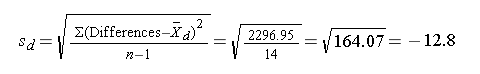 s_d = √(Σ(Differences−X̄_d)² / n−1) = √(2296.95 / 14) = √164.07 = −12.8